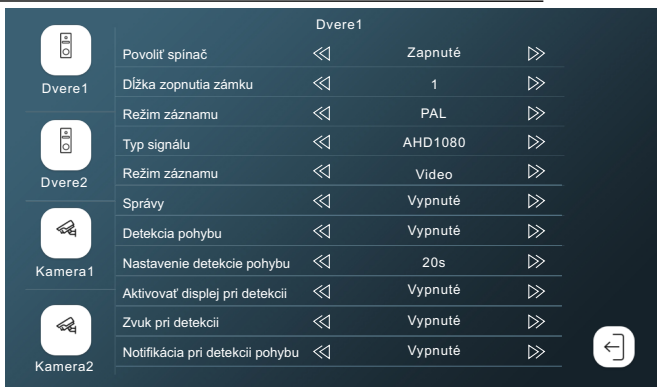 Dvere1
Dvere1
Dvere2
Kamera1
Kamera2
Povoliť spínač Zapnuté
Dĺžka zopnutia zámku 1
Režim záznamu PAL
Typ signálu AHD1080
Režim záznamu Video
Správy Vypnuté
Detekcia pohybu Vypnuté
Nastavenie detekcie pohybu 20s
Aktivovať displej pri detekcii Vypnuté
Zvuk pri detekcii Vypnuté
Notifikácia pri detekcii pohybu Vypnuté